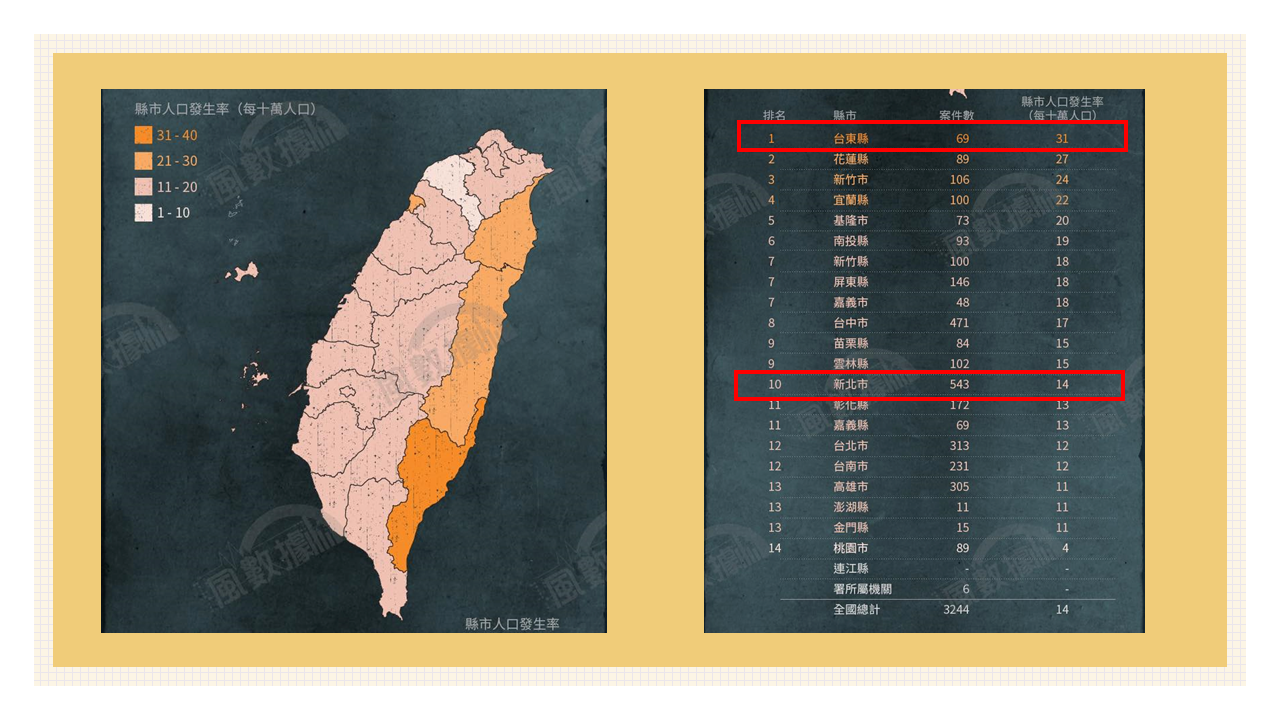 縣市人口發生率（每十萬人口）
31 - 40
21 - 30
11 - 20
1 - 10
風數據
風數據
風數據
縣市人口發生率
縣市人口發生率
排名 縣市 案件數 （每十萬人口）
1 台東縣 69 31
2 花蓮縣 89 27
3 新竹市 106 24
4 宜蘭縣 100 22
5 基隆市 73 20
6 南投縣 93 19
7 新竹縣 100 18
7 屏東縣 146 18
7 嘉義市 48 18
8 台中市 471 17
9 苗栗縣 84 15
9 雲林縣 102 15
10 新北市 543 14
11 彰化縣 172 13
11 嘉義縣 69 13
12 台北市 313 12
12 台南市 231 12
13 高雄市 305 11
13 澎湖縣 11 11
13 金門縣 15 11
14 桃園市 89 4
連江縣 - -
署所屬機關 6 -
全國總計 3244 14